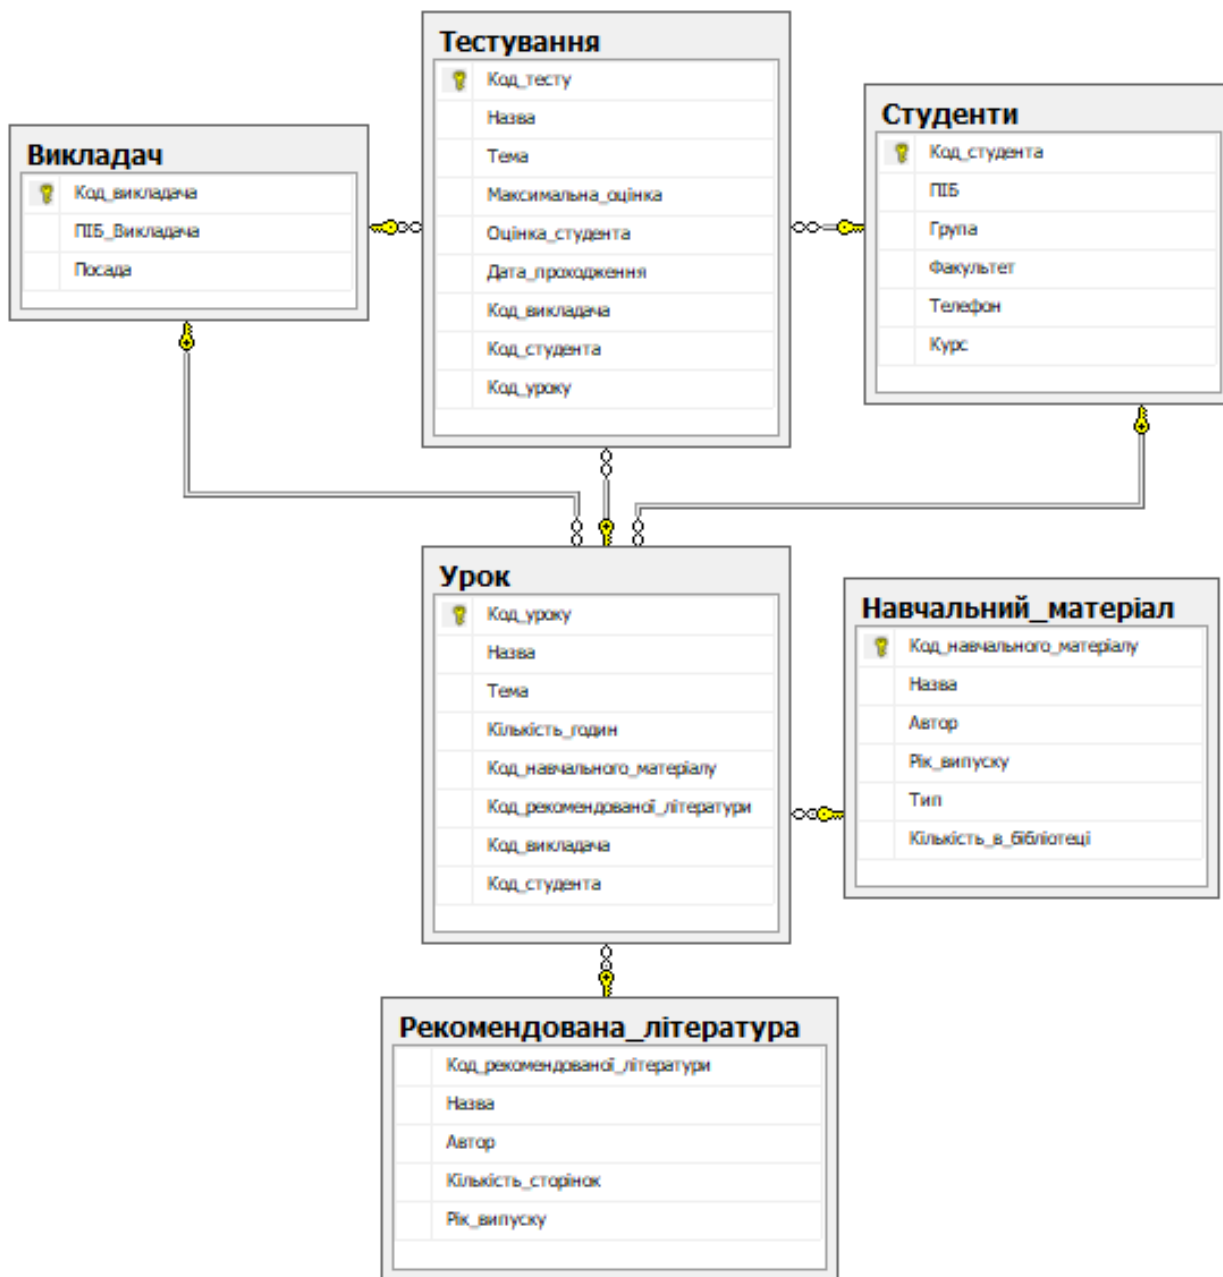 Тестування
Код_тесту
Назва
Тема
Максимальна_оцінка
Оцінка_студента
Дата_проходження
Код_викладача
Код_студента
Код_уроку
Викладач
Код_викладача
ПІБ_Викладача
Посада
Студенти
Код_студента
ПІБ
Група
Факультет
Телефон
Курс
Урок
Код_уроку
Назва
Тема
Кількість_годин
Код_навчального_матеріалу
Код_рекомендованої_літератури
Код_викладача
Код_студента
Навчальний_матеріал
Код_навчального_матеріалу
Назва
Автор
Рік_випуску
Тип
Кількість_в_бібліотеці
Рекомендована_література
Код_рекомендованої_літератури
Назва
Автор
Кількість_сторінок
Рік_випуску